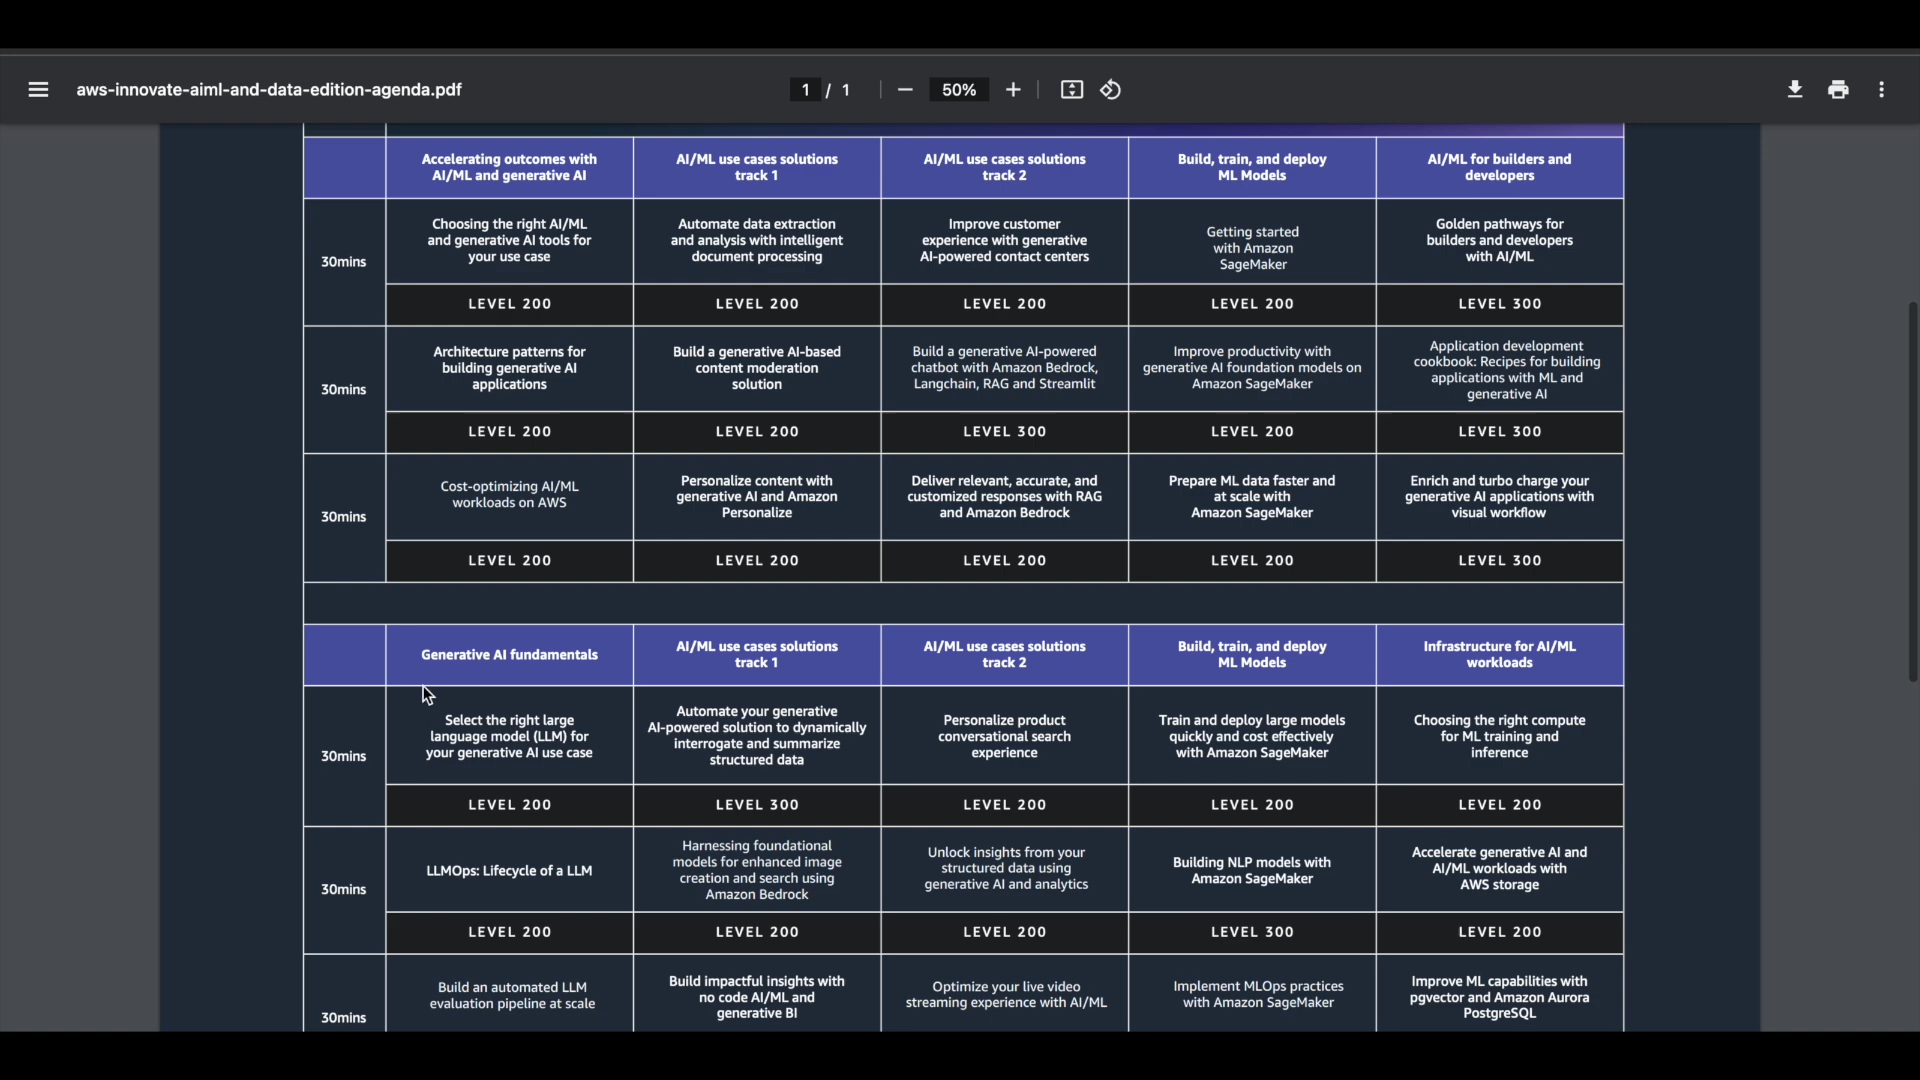 aws-innovate-aiml-and-data-edition-agenda.pdf
1 / 1
50%
Accelerating outcomes with
AI/ML and generative AI
AI/ML use cases solutions
track 1
AI/ML use cases solutions
track 2
Build, train, and deploy
ML Models
AI/ML for builders and
developers
30mins
Choosing the right AI/ML
and generative AI tools for
your use case
Automate data extraction
and analysis with intelligent
document processing
Improve customer
experience with generative
AI-powered contact centers
Getting started
with Amazon
SageMaker
Golden pathways for
builders and developers
with AI/ML
LEVEL 200
LEVEL 200
LEVEL 200
LEVEL 200
LEVEL 300
30mins
Architecture patterns for
building generative AI
applications
Build a generative AI-based
content moderation
solution
Build a generative AI-powered
chatbot with Amazon Bedrock,
Langchain, RAG and Streamlit
Improve productivity with
generative AI foundation models on
Amazon SageMaker
Application development
cookbook: Recipes for building
applications with ML and
generative AI
LEVEL 200
LEVEL 200
LEVEL 300
LEVEL 200
LEVEL 300
30mins
Cost-optimizing AI/ML
workloads on AWS
Personalize content with
generative AI and Amazon
Personalize
Deliver relevant, accurate, and
customized responses with RAG
and Amazon Bedrock
Prepare ML data faster and
at scale with
Amazon SageMaker
Enrich and turbo charge your
generative AI applications with
visual workflow
LEVEL 200
LEVEL 200
LEVEL 200
LEVEL 200
LEVEL 300
Generative AI fundamentals
AI/ML use cases solutions
track 1
AI/ML use cases solutions
track 2
Build, train, and deploy
ML Models
Infrastructure for AI/ML
workloads
30mins
Select the right large
language model (LLM) for
your generative AI use case
Automate your generative
AI-powered solution to dynamically
interrogate and summarize
structured data
Personalize product
conversational search
experience
Train and deploy large models
quickly and cost effectively
with Amazon SageMaker
Choosing the right compute
for ML training and
inference
LEVEL 200
LEVEL 300
LEVEL 200
LEVEL 200
LEVEL 200
30mins
LLMOps: Lifecycle of a LLM
Harnessing foundational
models for enhanced image
creation and search using
Amazon Bedrock
Unlock insights from your
structured data using
generative AI and analytics
Building NLP models with
Amazon SageMaker
Accelerate generative AI and
AI/ML workloads with
AWS storage
LEVEL 200
LEVEL 200
LEVEL 200
LEVEL 300
LEVEL 200
30mins
Build an automated LLM
evaluation pipeline at scale
Build impactful insights with
no code AI/ML and
generative BI
Optimize your live video
streaming experience with AI/ML
Implement MLOps practices
with Amazon SageMaker
Improve ML capabilities with
pgvector and Amazon Aurora
PostgreSQL